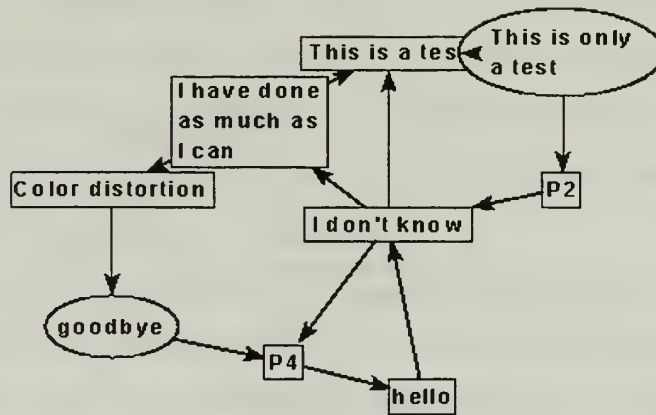 This is a tes
This is only
a test
I have done
as much as
I can
Color distortion
P2
I don't know
goodbye
P4
hello